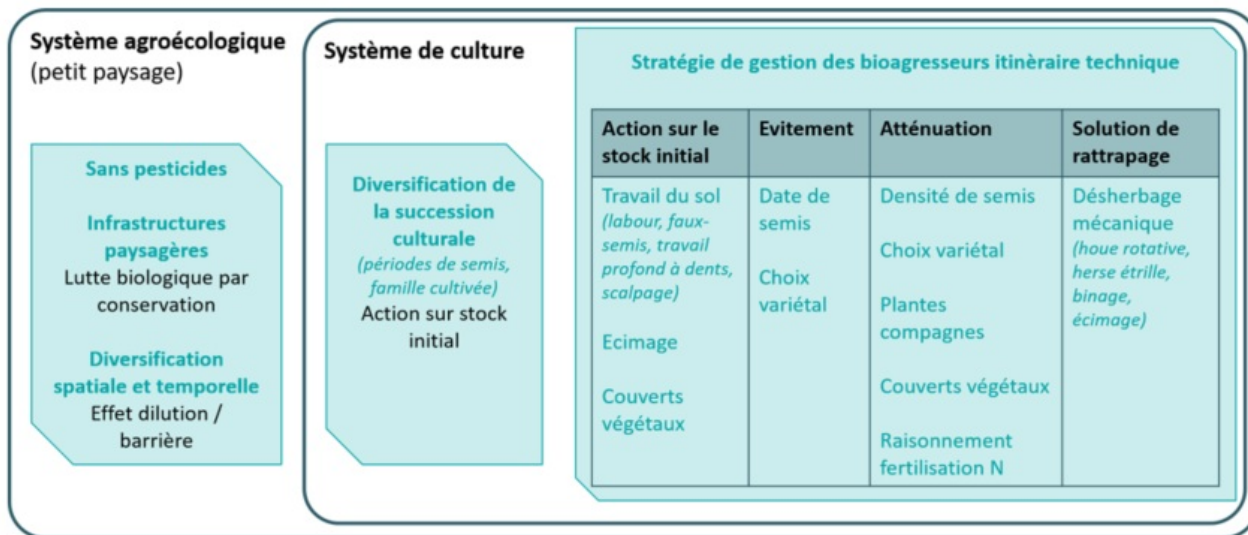 Système agroécologique
(petit paysage)
Sans pesticides
Infrastructures
paysagères
Lutte biologique par
conservation
Diversification
spatiale et temporelle
Effet dilution /
barrière
Système de culture
Diversification de
la succession
culturale
(périodes de semis,
famille cultivée)
Action sur stock
initial
Stratégie de gestion des bioagresseurs itinèraire technique
Action sur le
stock initial
Travail du sol
(labour, faux-
semis, travail
profond à dents,
scalpage)
Ecimage
Couverts
végétaux
Evitement
Date de
semis
Choix
variétal
Atténuation
Densité de semis
Choix variétal
Plantes
compagnes
Couverts végétaux
Raisonnement
fertilisation N
Solution de
rattrapage
Désherbage
mécanique
(houe rotative,
herse étrille,
binage,
écimage)